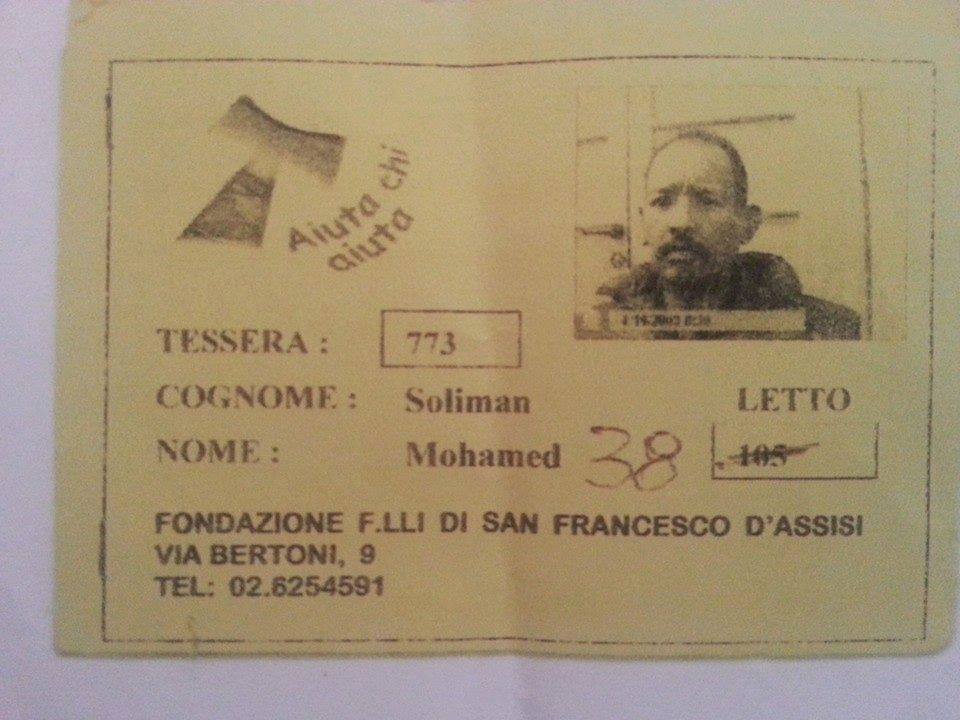 Aiuta chi
aiuta
TESSERA : 773
COGNOME : Soliman
LETTO
NOME : Mohamed 38 105
FONDAZIONE F.LLI DI SAN FRANCESCO D'ASSISI
VIA BERTONI, 9
TEL: 02.6254591